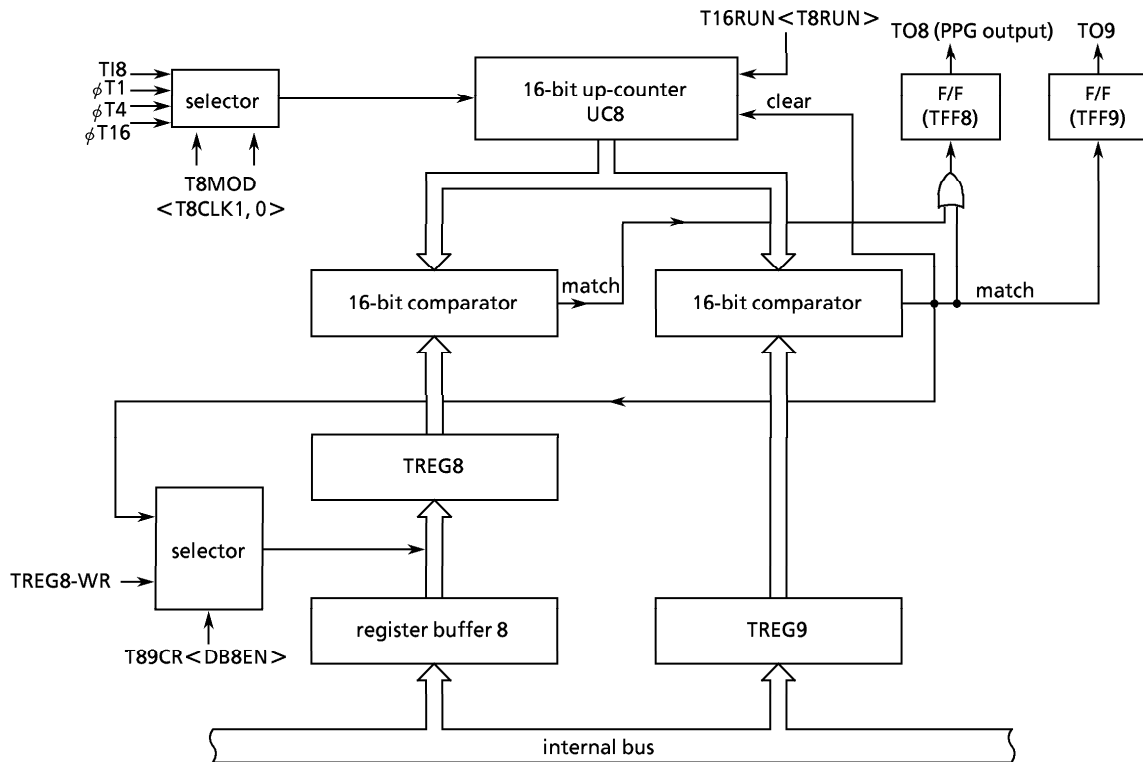 T16RUN<T8RUN>
TO8 (PPG output)
TO9
TI8
φT1
φT4
φT16
selector
16-bit up-counter
UC8
clear
F/F
(TFF8)
F/F
(TFF9)
T8MOD
<T8CLK1, 0>
16-bit comparator
match
16-bit comparator
match
TREG8
selector
TREG8-WR
register buffer 8
TREG9
T89CR<DB8EN>
internal bus